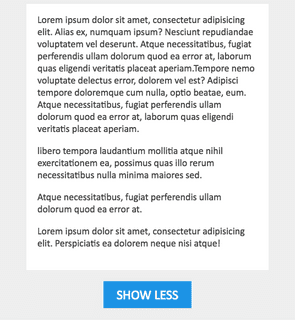 Lorem ipsum dolor sit amet, consectetur adipisicing
elit. Alias ex, numquam ipsum? Nesciunt repudiandae
voluptatem vel deserunt. Atque necessitatibus, fugiat
perferendis ullam dolorum quod ea error at, laborum
quas eligendi veritatis placeat aperiam.Tempore nemo
voluptate delectus error, dolorem vel est? Adipisci
tempore doloremque cum nulla, optio beatae, eum.
Atque necessitatibus, fugiat perferendis ullam
dolorum quod ea error at, laborum quas eligendi
veritatis placeat aperiam.
libero tempora laudantium mollitia atque nihil
exercitationem ea, possimus quas illo rerum
necessitatibus nulla minima maiores sed.
Atque necessitatibus, fugiat perferendis ullam
dolorum quod ea error at.
Lorem ipsum dolor sit amet, consectetur adipisicing
elit. Perspiciatis ea dolorem neque nisi atque!
SHOW LESS